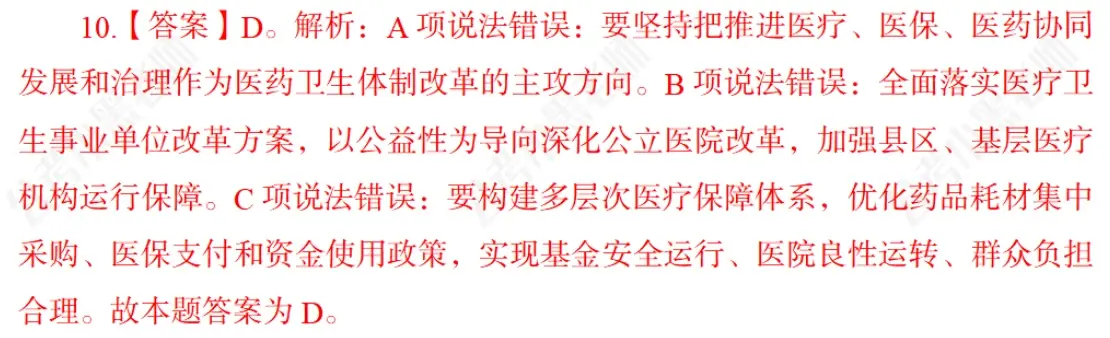 10.【答案】D。解析：A 项说法错误：要坚持把推进医疗、医保、医药协同
发展和治理作为医药卫生体制改革的主攻方向。B 项说法错误：全面落实医疗卫
生事业单位改革方案，以公益性为导向深化公立医院改革，加强县区、基层医疗
机构运行保障。C 项说法错误：要构建多层次医疗保障体系，优化药品耗材集中
采购、医保支付和资金使用政策，实现基金安全运行、医院良性运转、群众负担
合理。故本题答案为 D。